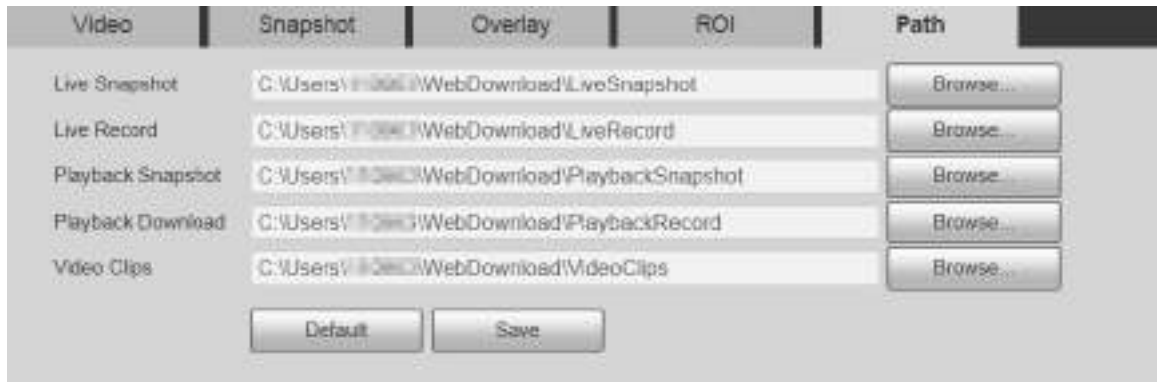 Video Snapshot Overlay ROI Path
Live Snapshot C:\Users\ \WebDownload\LiveSnapshot Browse...
Live Record C:\Users\ \WebDownload\LiveRecord Browse...
Playback Snapshot C:\Users\ \WebDownload\PlaybackSnapshot Browse...
Playback Download C:\Users\ \WebDownload\PlaybackRecord Browse...
Video Clips C:\Users\ \WebDownload\VideoClips Browse...
Default Save